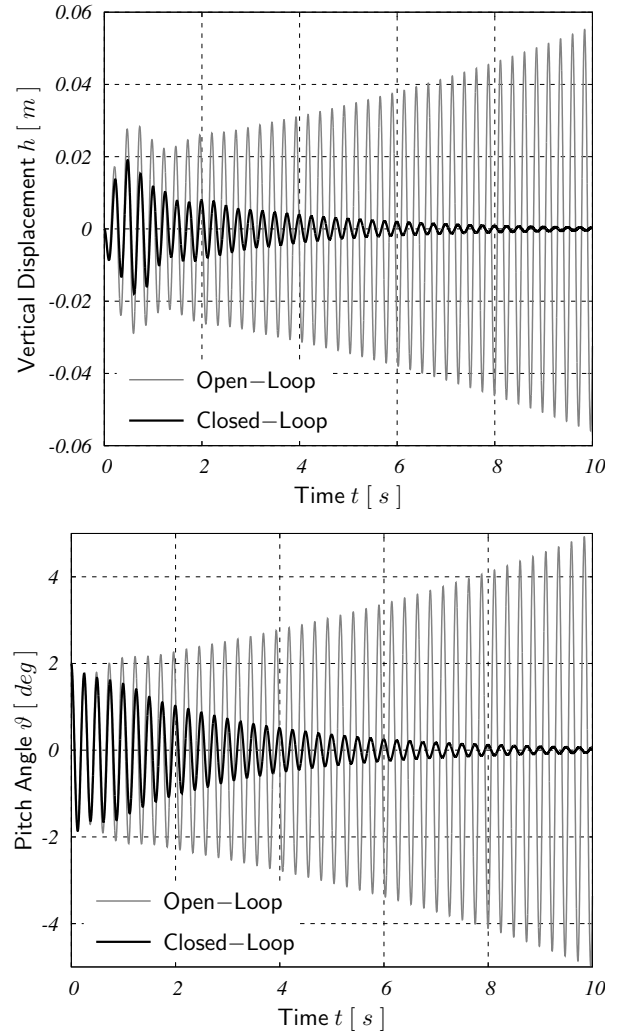 0.06
0.04
0.02
0
-0.02
-0.04
-0.06
Vertical Displacement h [ m ]
Open−Loop
Closed−Loop
0 2 4 6 8 10
Time t [ s ]
4
2
0
-2
-4
Pitch Angle ϑ [ deg ]
Open−Loop
Closed−Loop
0 2 4 6 8 10
Time t [ s ]